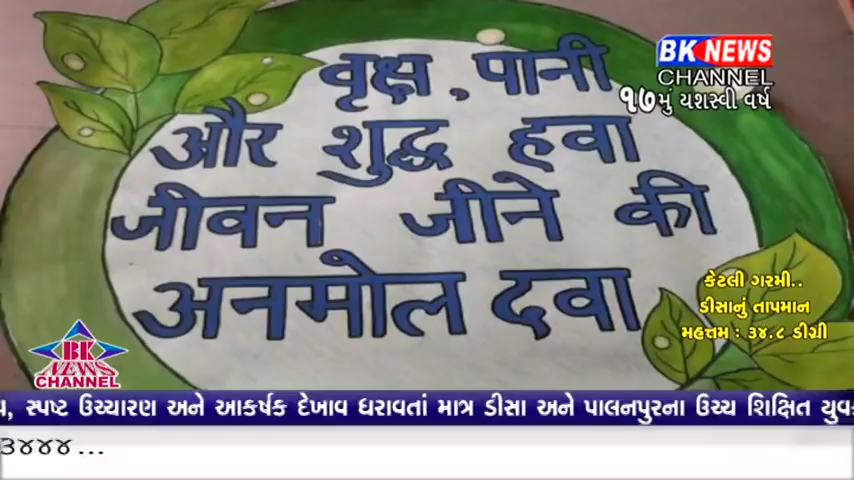 वृक्ष, पानी
और शुद्ध हवा
जीवन जीने की
अनमोल दवा
BK NEWS
CHANNEL
૧૭મું યશસ્વી વર્ષ
કેટલી ગરમી..
ડીસાનું તાપમાન
મહત્તમ : ૩૪.૮ ડીગ્રી
BK
NEWS
CHANNEL
સ્પષ્ટ ઉચ્ચારણ અને આકર્ષક દેખાવ ધરાવતાં માત્ર ડીસા અને પાલનપુરના ઉચ્ચ શિક્ષિત
૩૪૪૪...